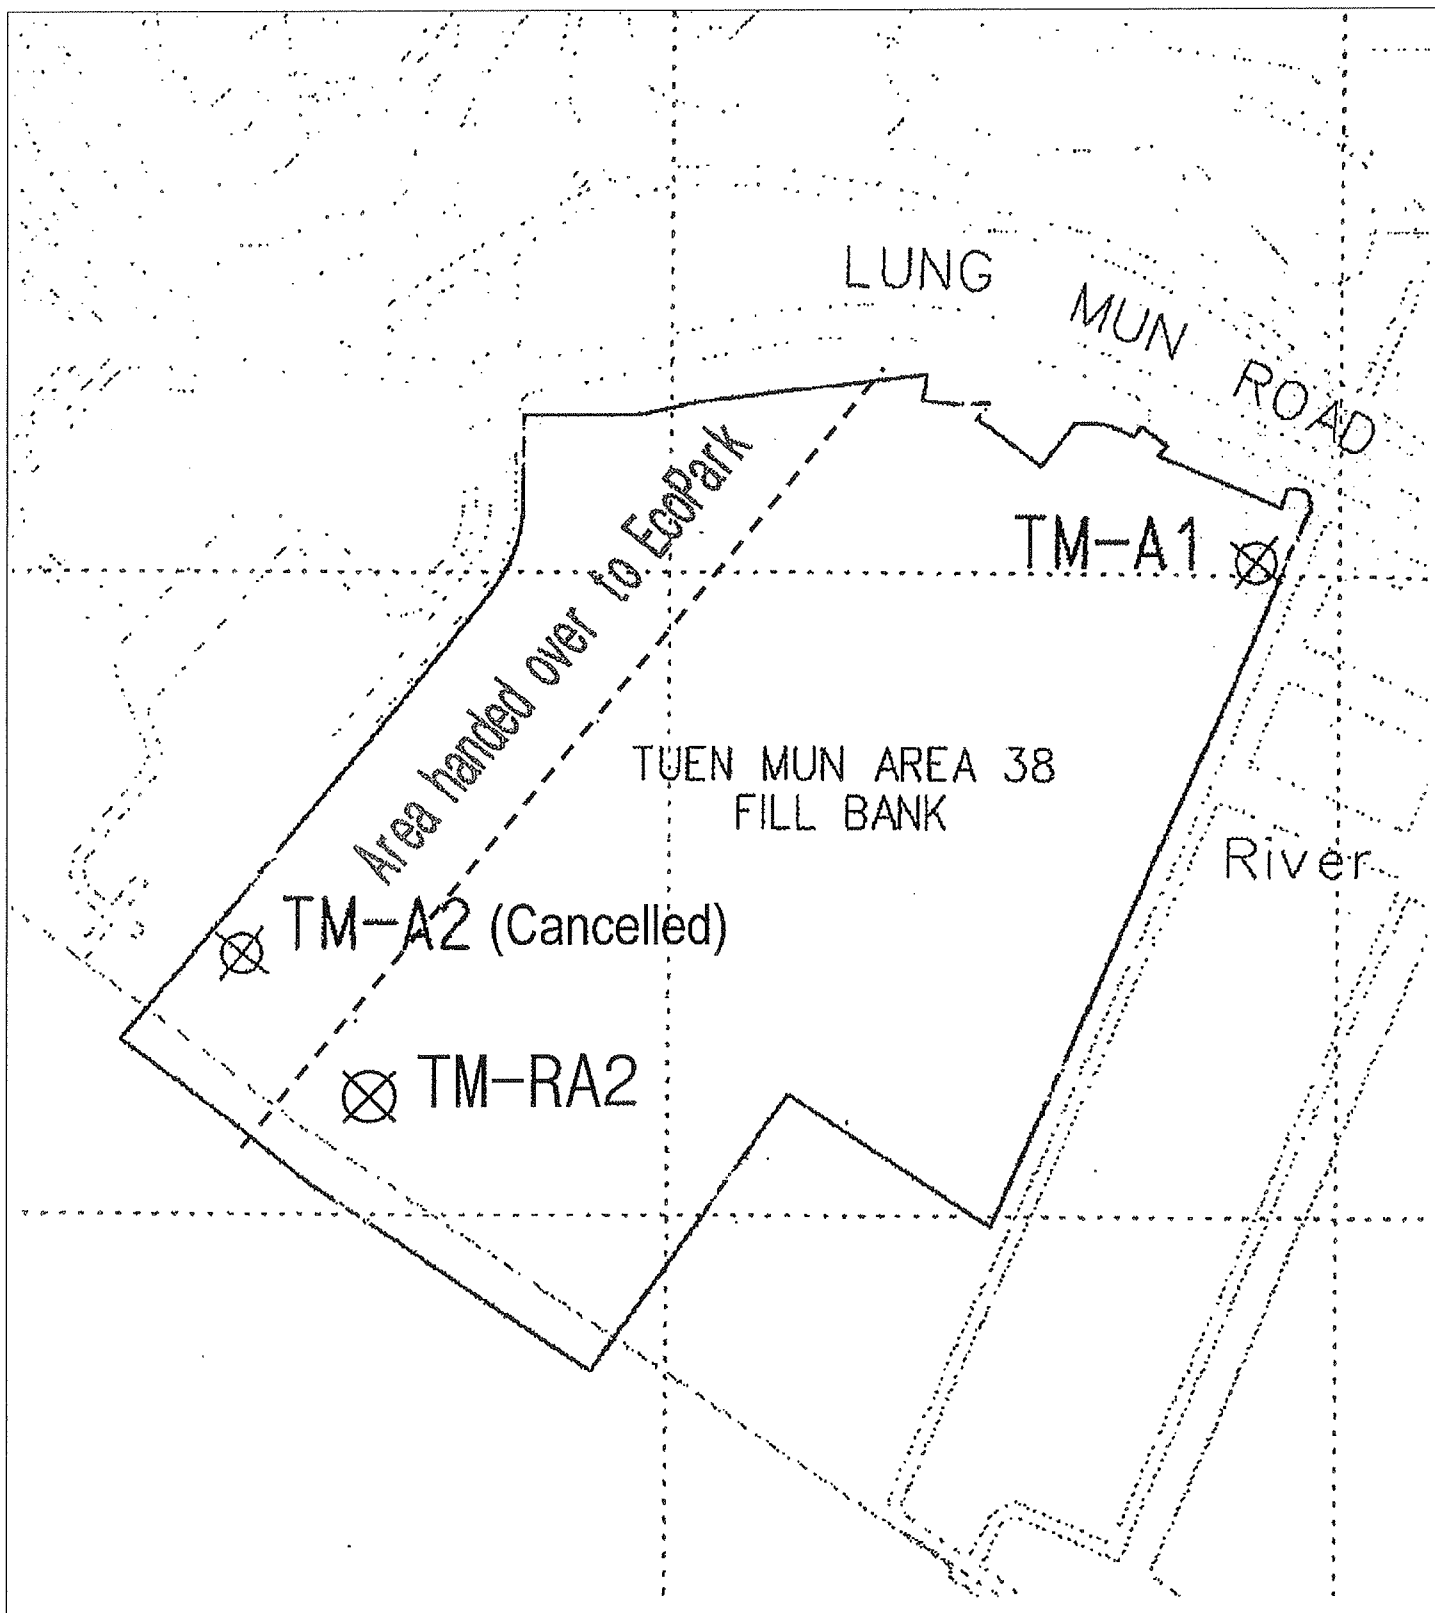 LUNG
MUN
ROAD
Area handed over to EcoPark
TM-A1
TUEN MUN AREA 38
FILL BANK
River
TM-A2 (Cancelled)
TM-RA2